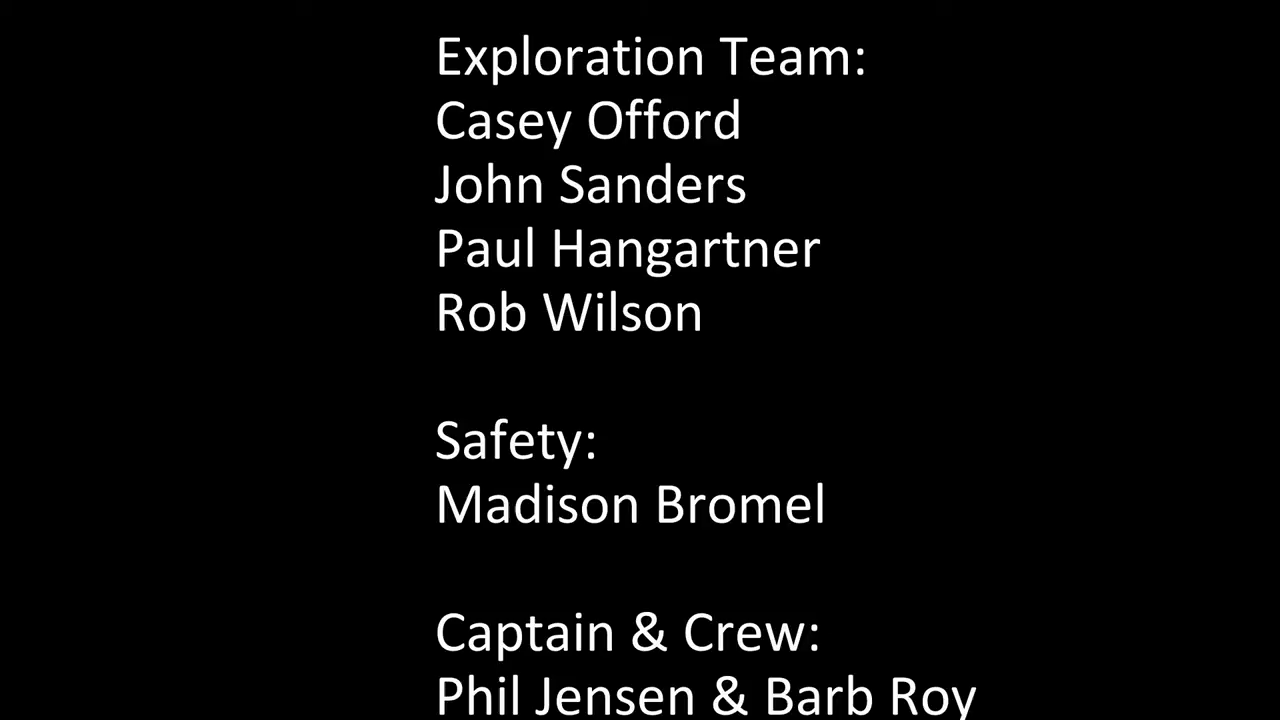 Exploration Team:
Casey Offord
John Sanders
Paul Hangartner
Rob Wilson
Safety:
Madison Bromel
Captain & Crew:
Phil Jensen & Barb Roy